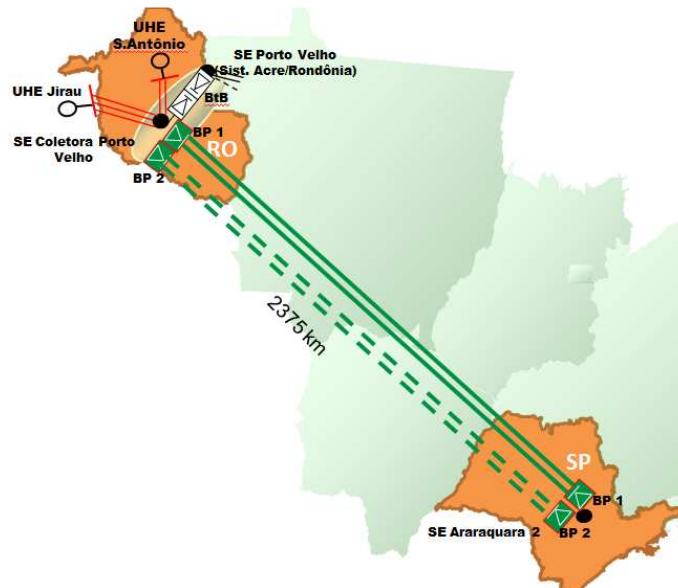 UHE
S.Antônio
SE Porto Velho
(Sist. Acre/Rondônia)
UHE Jirau
BtB
SE Coletora Porto
Velho
BP 1
RO
BP 2
2375 km
SP
BP 1
SE Araraquara 2
BP 2